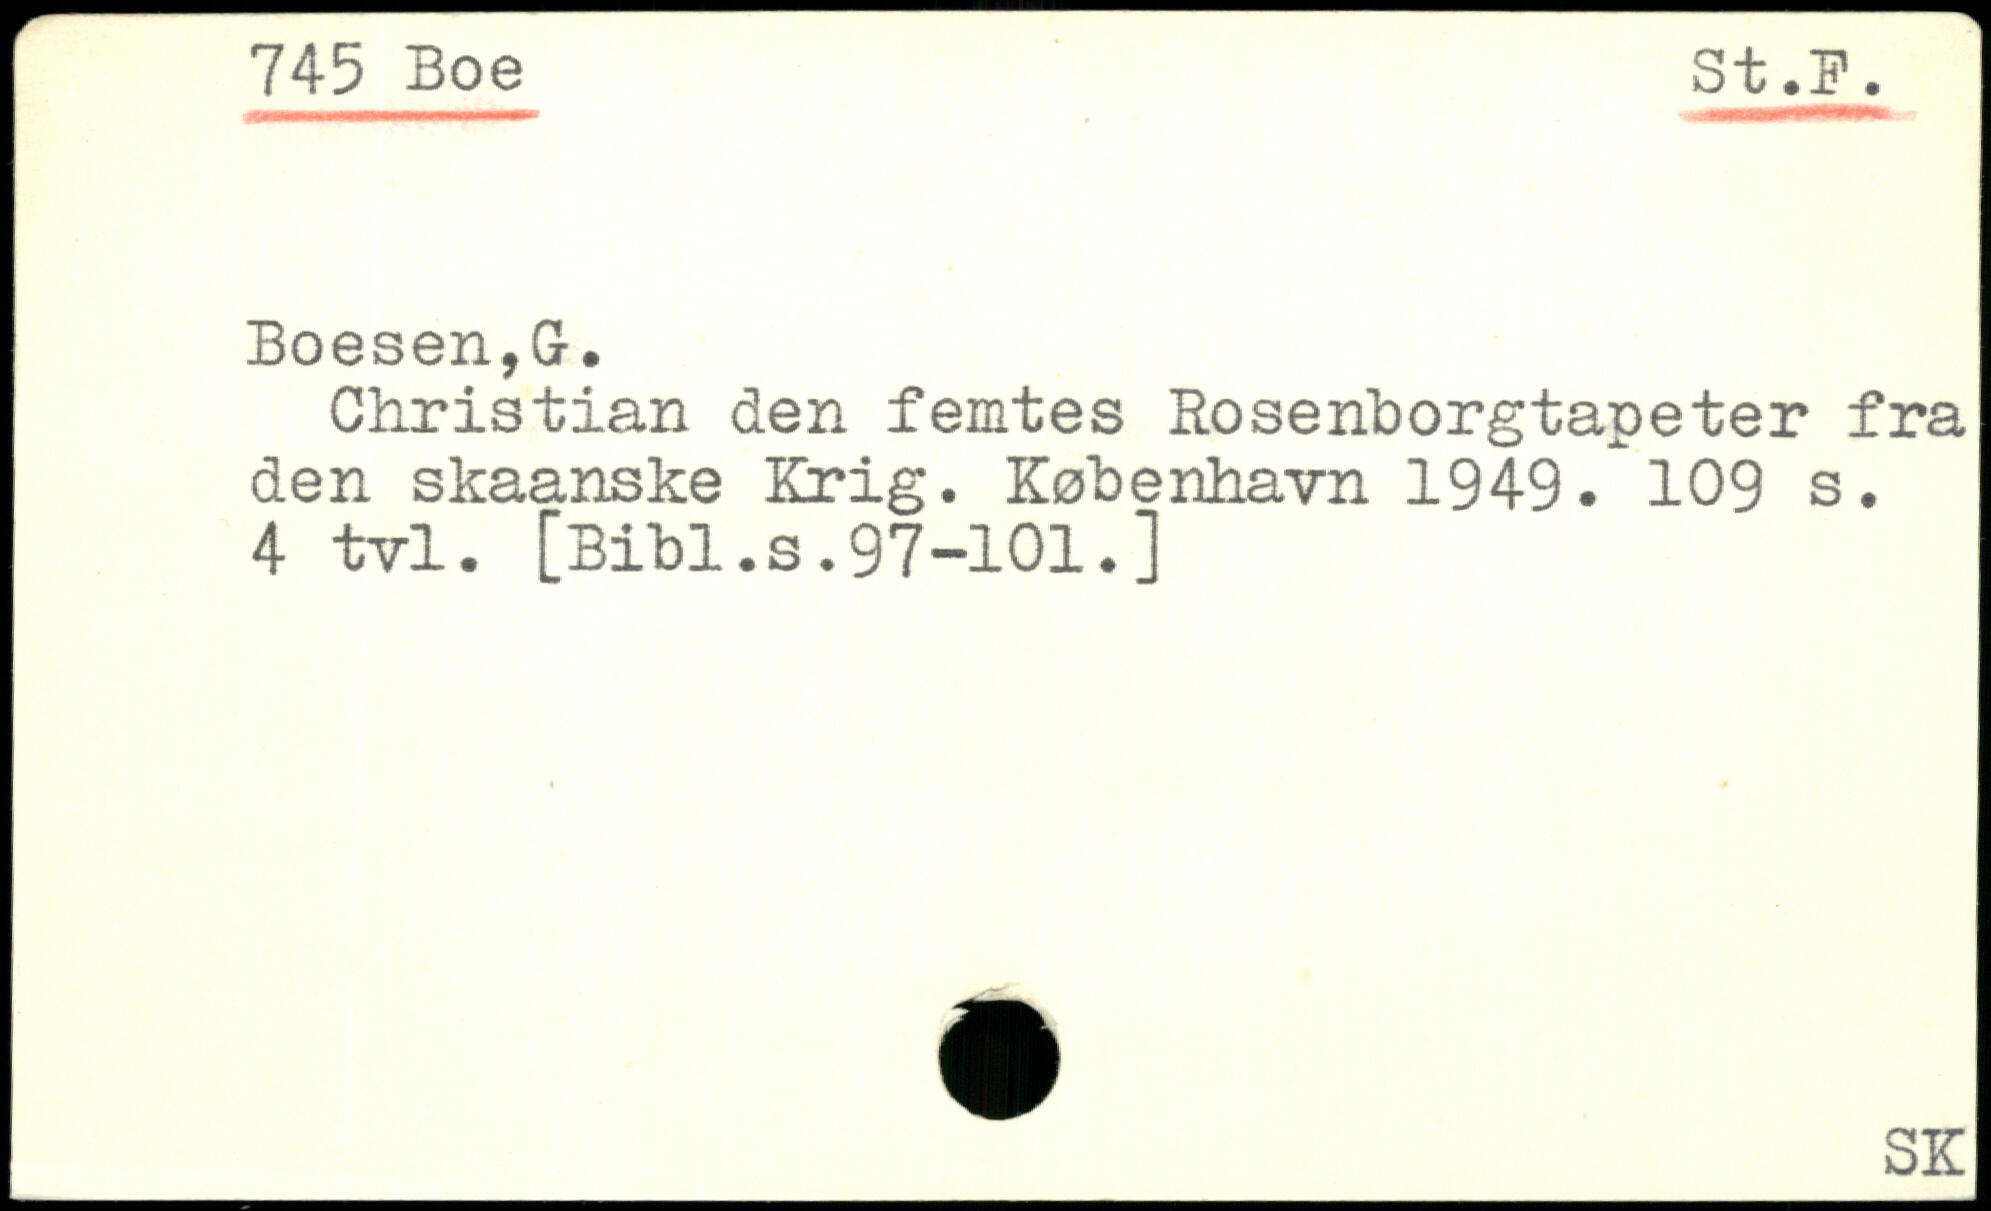 745 Boe St.F.
Boesen,G.
Christian den femtes Rosenborgtapeter fra
den skaanske Krig. København 1949. 109 s.
4 tvl. [Bibl.s.97-101.]
SK